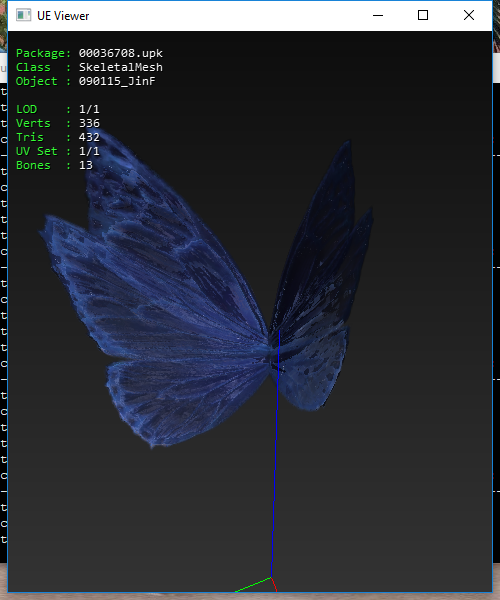 UE Viewer
Package: 00036708.upk
Class  : SkeletalMesh
Object : 090115_JinF
LOD    : 1/1
Verts  : 336
Tris   : 432
UV Set : 1/1
Bones  : 13